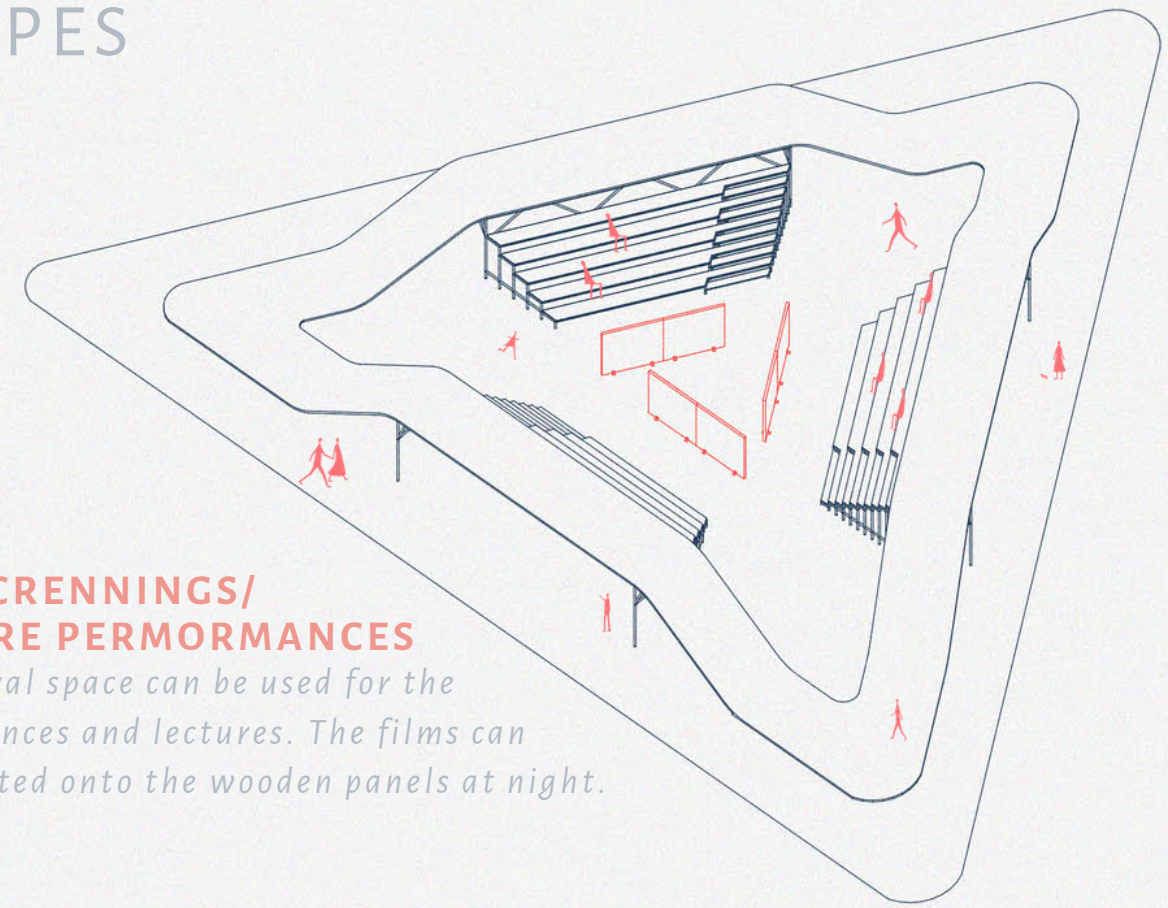 PES
CRENNINGS/
RE PERMORMANCES
ral space can be used for the
nces and lectures. The films can
ted onto the wooden panels at night.